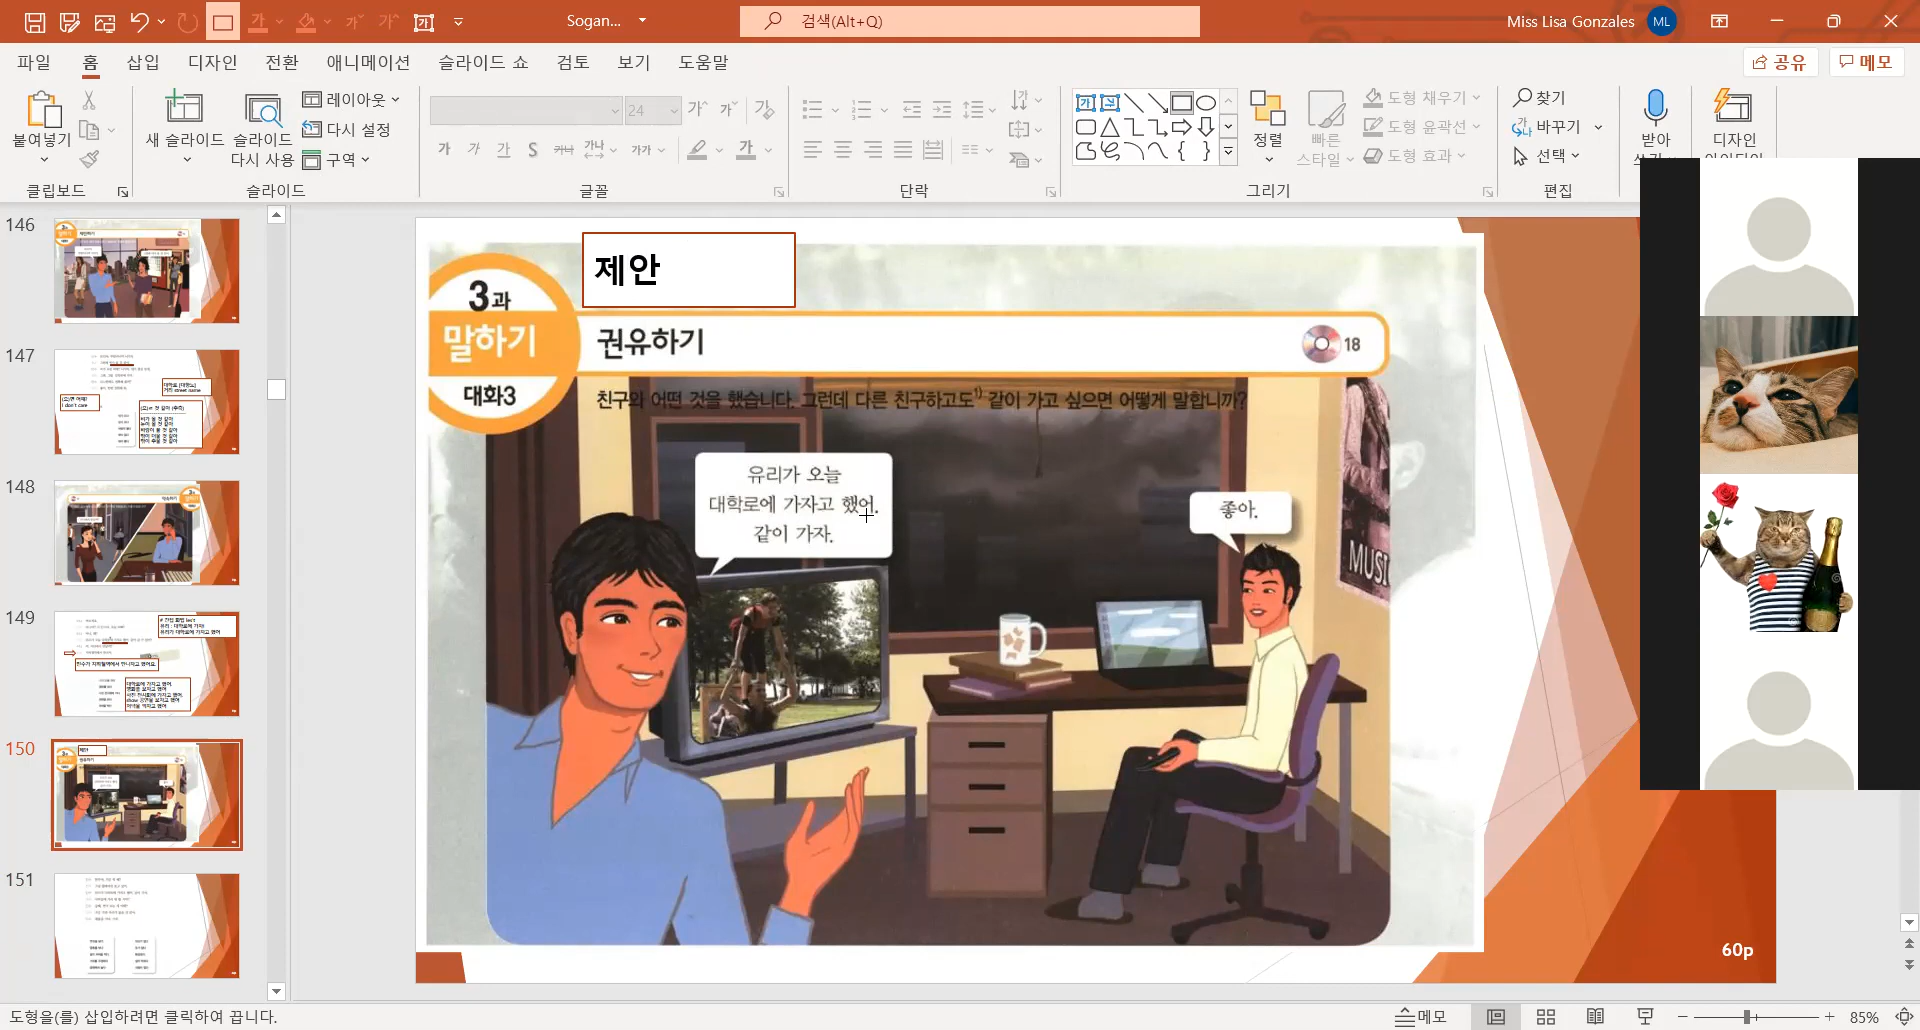 Sogan...
검색(Alt+Q)
Miss Lisa Gonzales
ML
파일
홈
삽입
디자인
전환
애니메이션
슬라이드 쇼
검토
보기
도움말
공유
메모
붙여넣기
새 슬라이드
슬라이드
다시 사용
레이아웃
다시 설정
구역
24
정렬
빠른
스타일
도형 채우기
도형 윤곽선
도형 효과
찾기
바꾸기
선택
받아
디자인
클립보드
슬라이드
글꼴
단락
그리기
편집
146
147
148
149
150
151
제안
3과
말하기
대화3
권유하기
18
친구와 어떤 것을 했습니다. 그런데 다른 친구하고도1) 같이 가고 싶으면 어떻게 말합니까?
유리가 오늘
대학로에 가자고 했어.
같이 가자.
좋아.
MUSI
60p
도형을(를) 삽입하려면 클릭하여 끕니다.
메모
85%